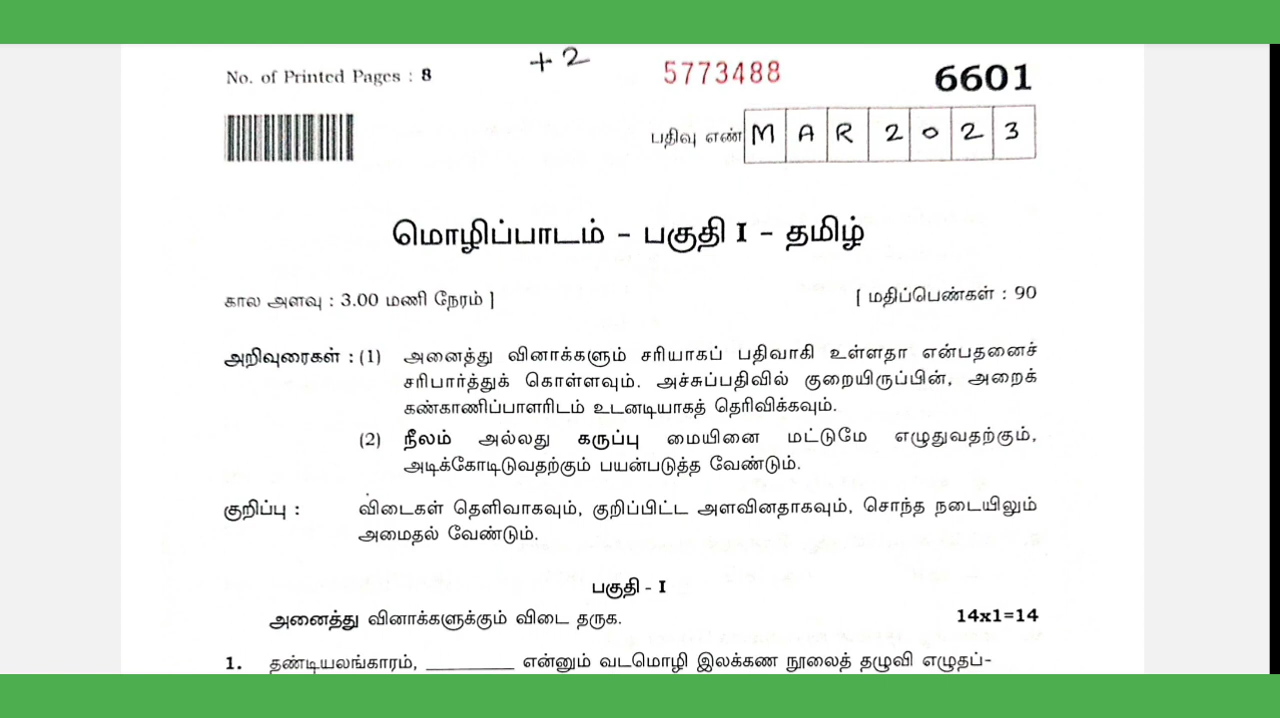 +2
No. of Printed Pages : 8
5773488
6601
பதிவு எண் M A R 2 0 2 3
மொழிப்பாடம் – பகுதி I – தமிழ்
கால அளவு : 3.00 மணி நேரம் ]
[ மதிப்பெண்கள் : 90
அறிவுரைகள் : (1) அனைத்து வினாக்களும் சரியாகப் பதிவாகி உள்ளதா என்பதனைச்
சரிபார்த்துக் கொள்ளவும். அச்சுப்பதிவில் குறையிருப்பின், அறைக்
கண்காணிப்பாளரிடம் உடனடியாகத் தெரிவிக்கவும்.
(2) நீலம் அல்லது கருப்பு மையினை மட்டுமே எழுதுவதற்கும்,
அடிக்கோடிடுவதற்கும் பயன்படுத்த வேண்டும்.
குறிப்பு : விடைகள் தெளிவாகவும், குறிப்பிட்ட அளவினதாகவும், சொந்த நடையிலும்
அமைதல் வேண்டும்.
பகுதி - I
அனைத்து வினாக்களுக்கும் விடை தருக. 14x1=14
1. தண்டியலங்காரம், _________ என்னும் வடமொழி இலக்கண நூலைத் தழுவி எழுதப்-